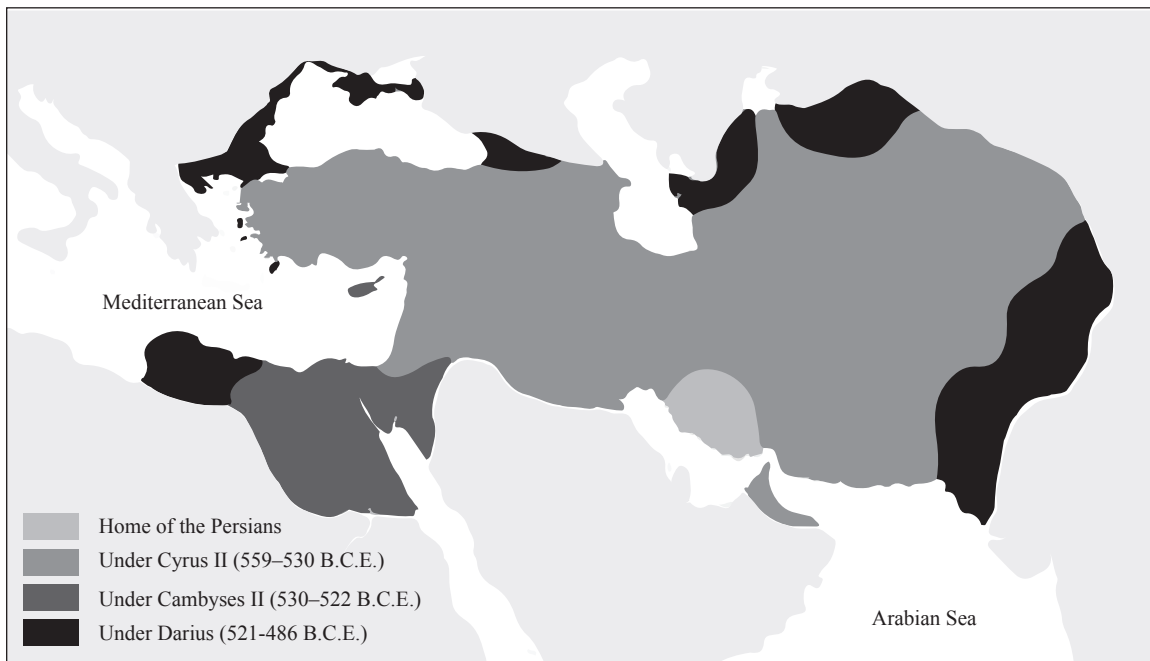 Mediterranean Sea
Home of the Persians
Under Cyrus II (559–530 B.C.E.)
Under Cambyses II (530–522 B.C.E.)
Under Darius (521-486 B.C.E.)
Arabian Sea